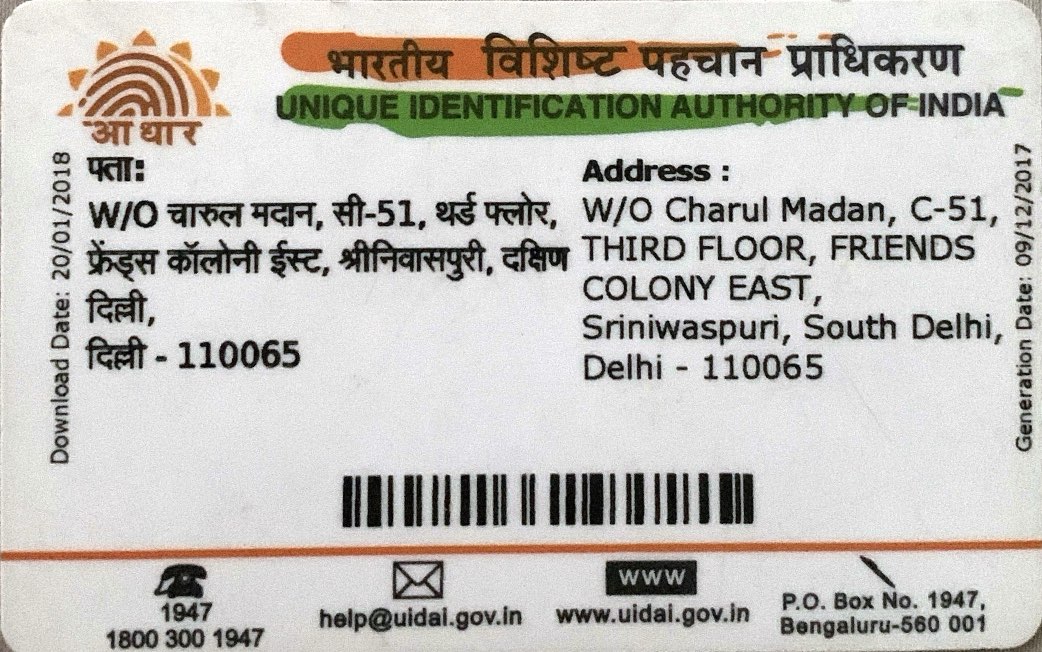 भारतीय विशिष्ट पहचान प्राधिकरण
UNIQUE IDENTIFICATION AUTHORITY OF INDIA
आधार
Download Date: 20/01/2018
पता:
W/O चारुल मदान, सी-51, थर्ड फ्लोर,
फ्रेंड्स कॉलोनी ईस्ट, श्रीनिवासपुरी, दक्षिण
दिल्ली,
दिल्ली - 110065
Address :
W/O Charul Madan, C-51,
THIRD FLOOR, FRIENDS
COLONY EAST,
Sriniwaspuri, South Delhi,
Delhi - 110065
Generation Date: 09/12/2017
1947
1800 300 1947
help@uidai.gov.in
WWW
www.uidai.gov.in
P.O. Box No. 1947,
Bengaluru-560 001